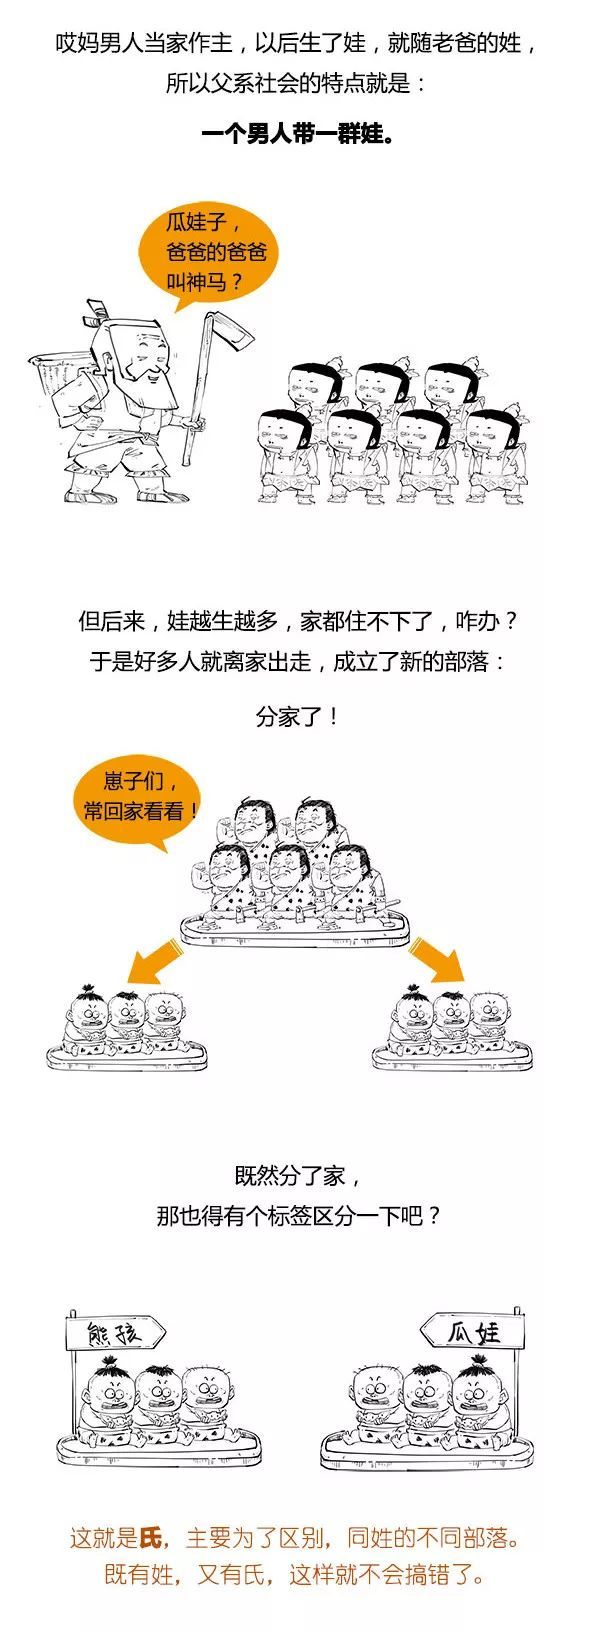 哎妈男人当家作主，以后生了娃，就随老爸的姓，
所以父系社会的特点就是：
一个男人带一群娃。
瓜娃子，
爸爸的爸爸
叫神马？
但后来，娃越生越多，家都住不下了，咋办？
于是好多人就离家出走，成立了新的部落：
分家了！
崽子们，
常回家看看！
既然分了家，
那也得有个标签区分一下吧？
熊孩
瓜娃
这就是氏，主要为了区别，同姓的不同部落。
既有姓，又有氏，这样就不会搞错了。